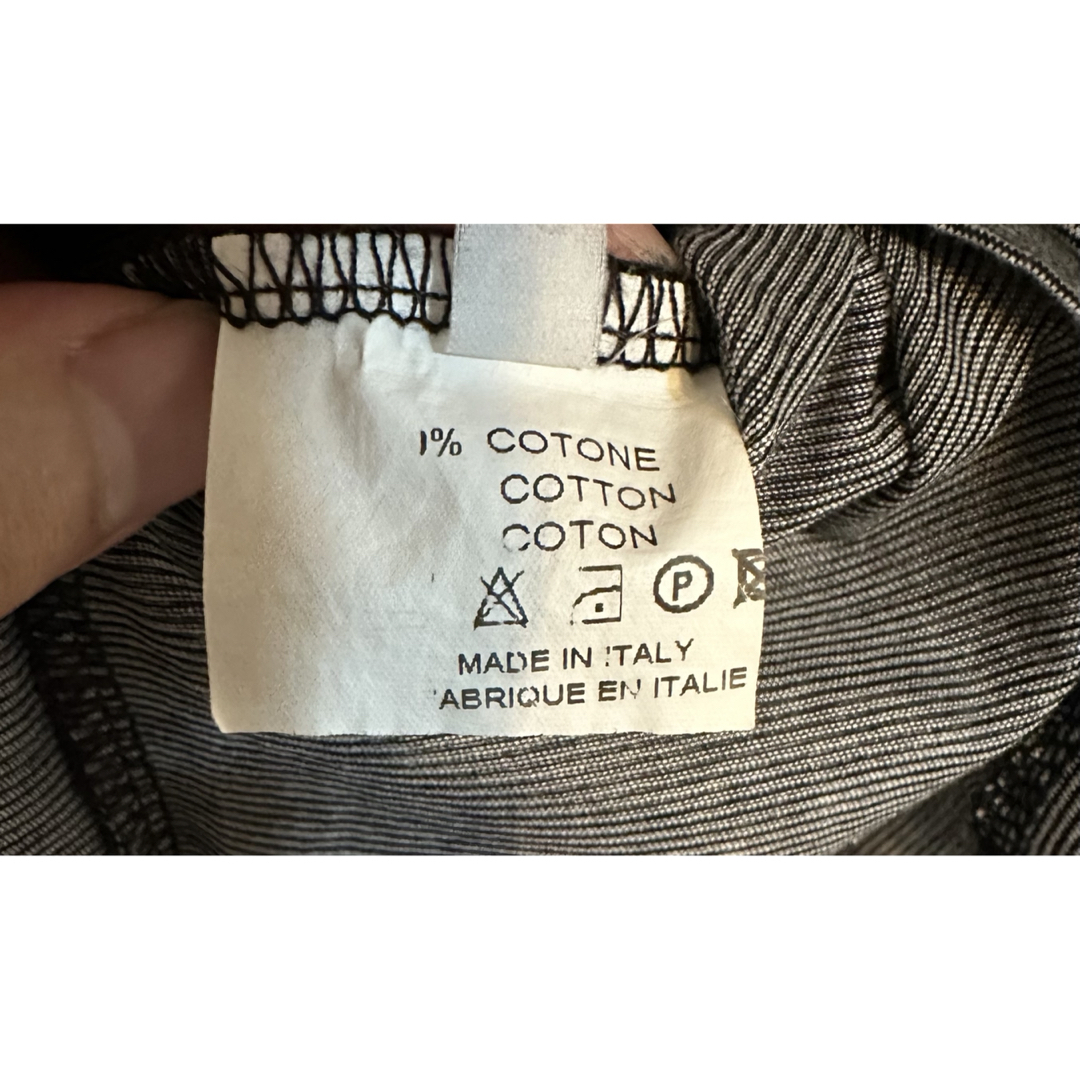 % COTONE
COTTON
COTON
P
MADE IN ITALY
ABRIQUE EN ITALIE